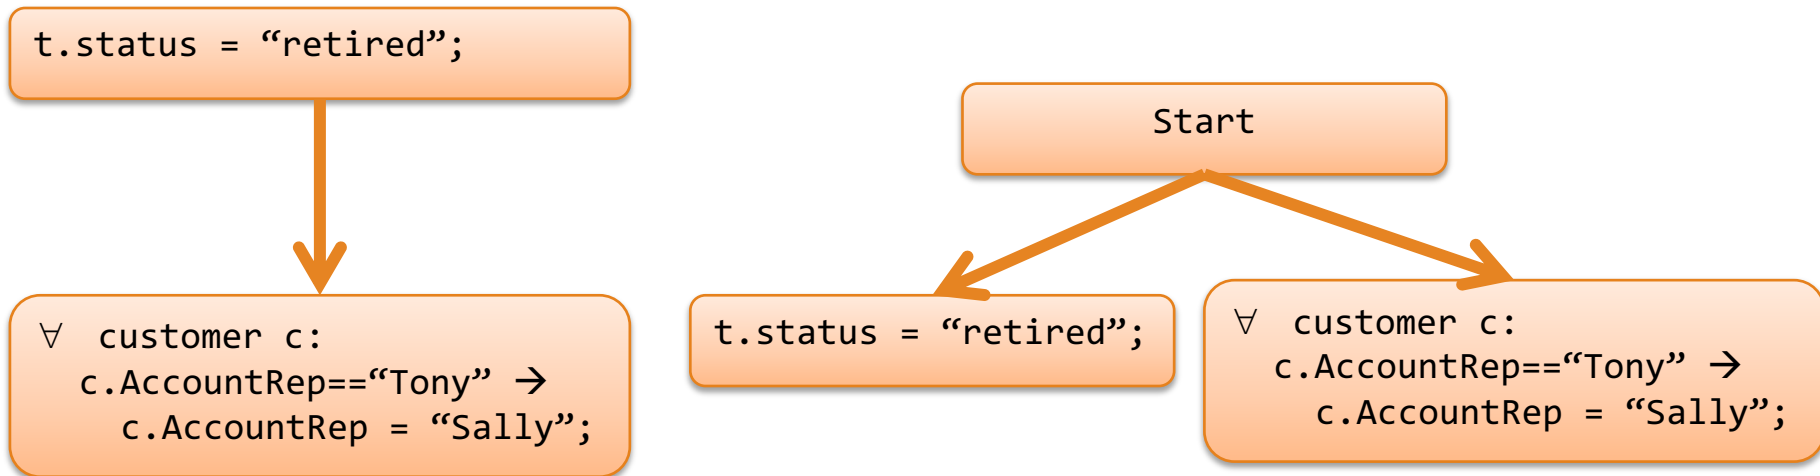 t.status = “retired”;
∀ customer c:
c.AccountRep==“Tony” →
c.AccountRep = “Sally”;
Start
t.status = “retired”;
∀ customer c:
c.AccountRep==“Tony” →
c.AccountRep = “Sally”;